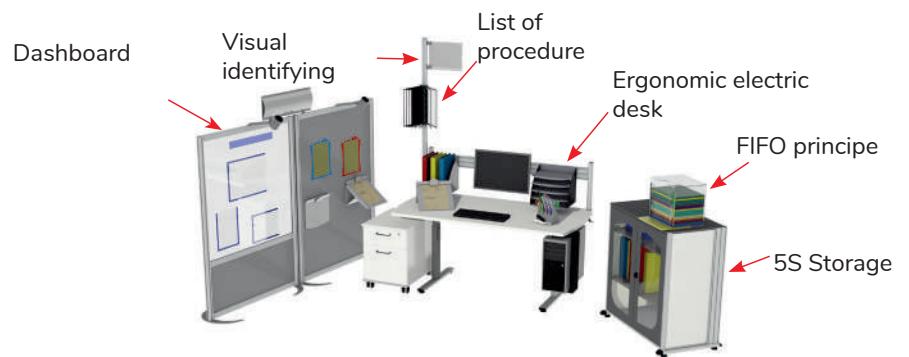 Dashboard
Visual
identifying
List of
procedure
Ergonomic electric
desk
FIFO principe
5S Storage